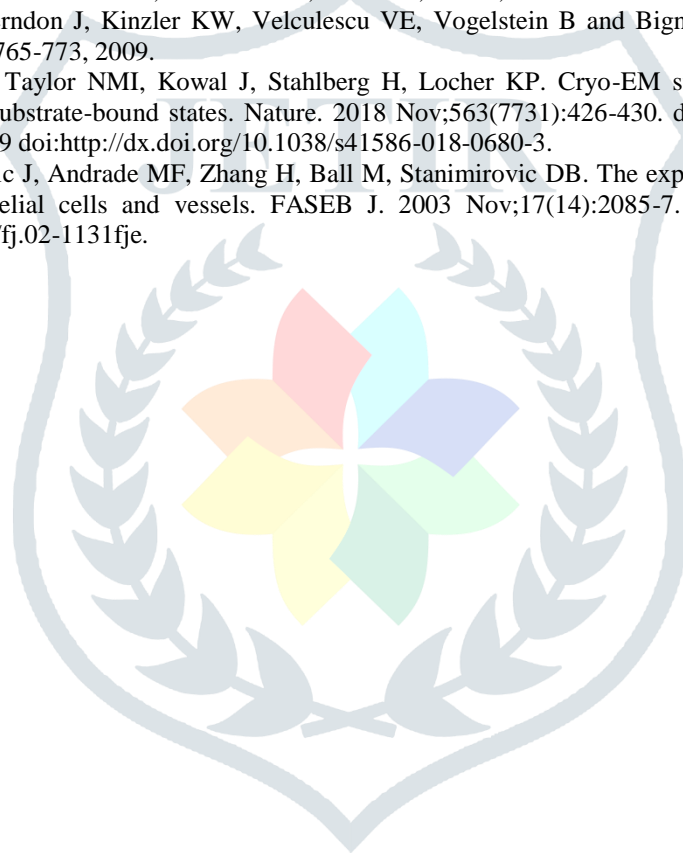 erndon J, Kinzler KW, Velculescu VE, Vogelstein B and Bign
765-773, 2009.
Taylor NMI, Kowal J, Stahlberg H, Locher KP. Cryo-EM s
ubstrate-bound states. Nature. 2018 Nov;563(7731):426-430. d
9 doi:http://dx.doi.org/10.1038/s41586-018-0680-3.
ic J, Andrade MF, Zhang H, Ball M, Stanimirovic DB. The exp
elial cells and vessels. FASEB J. 2003 Nov;17(14):2085-7.
/fj.02-1131fje.
JETIR